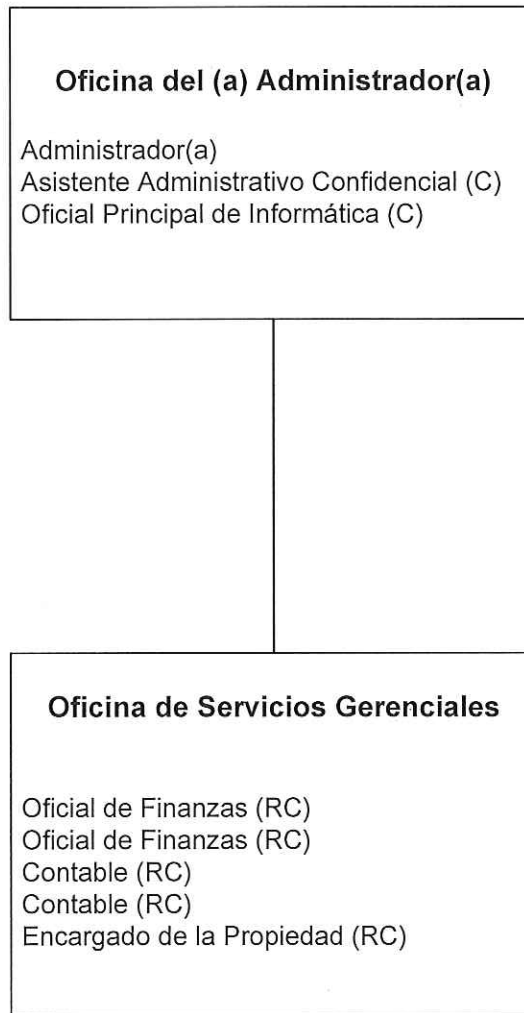 Oficina del (a) Administrador(a)
Administrador(a)
Asistente Administrativo Confidencial (C)
Oficial Principal de Informática (C)
Oficina de Servicios Gerenciales
Oficial de Finanzas (RC)
Oficial de Finanzas (RC)
Contable (RC)
Contable (RC)
Encargado de la Propiedad (RC)